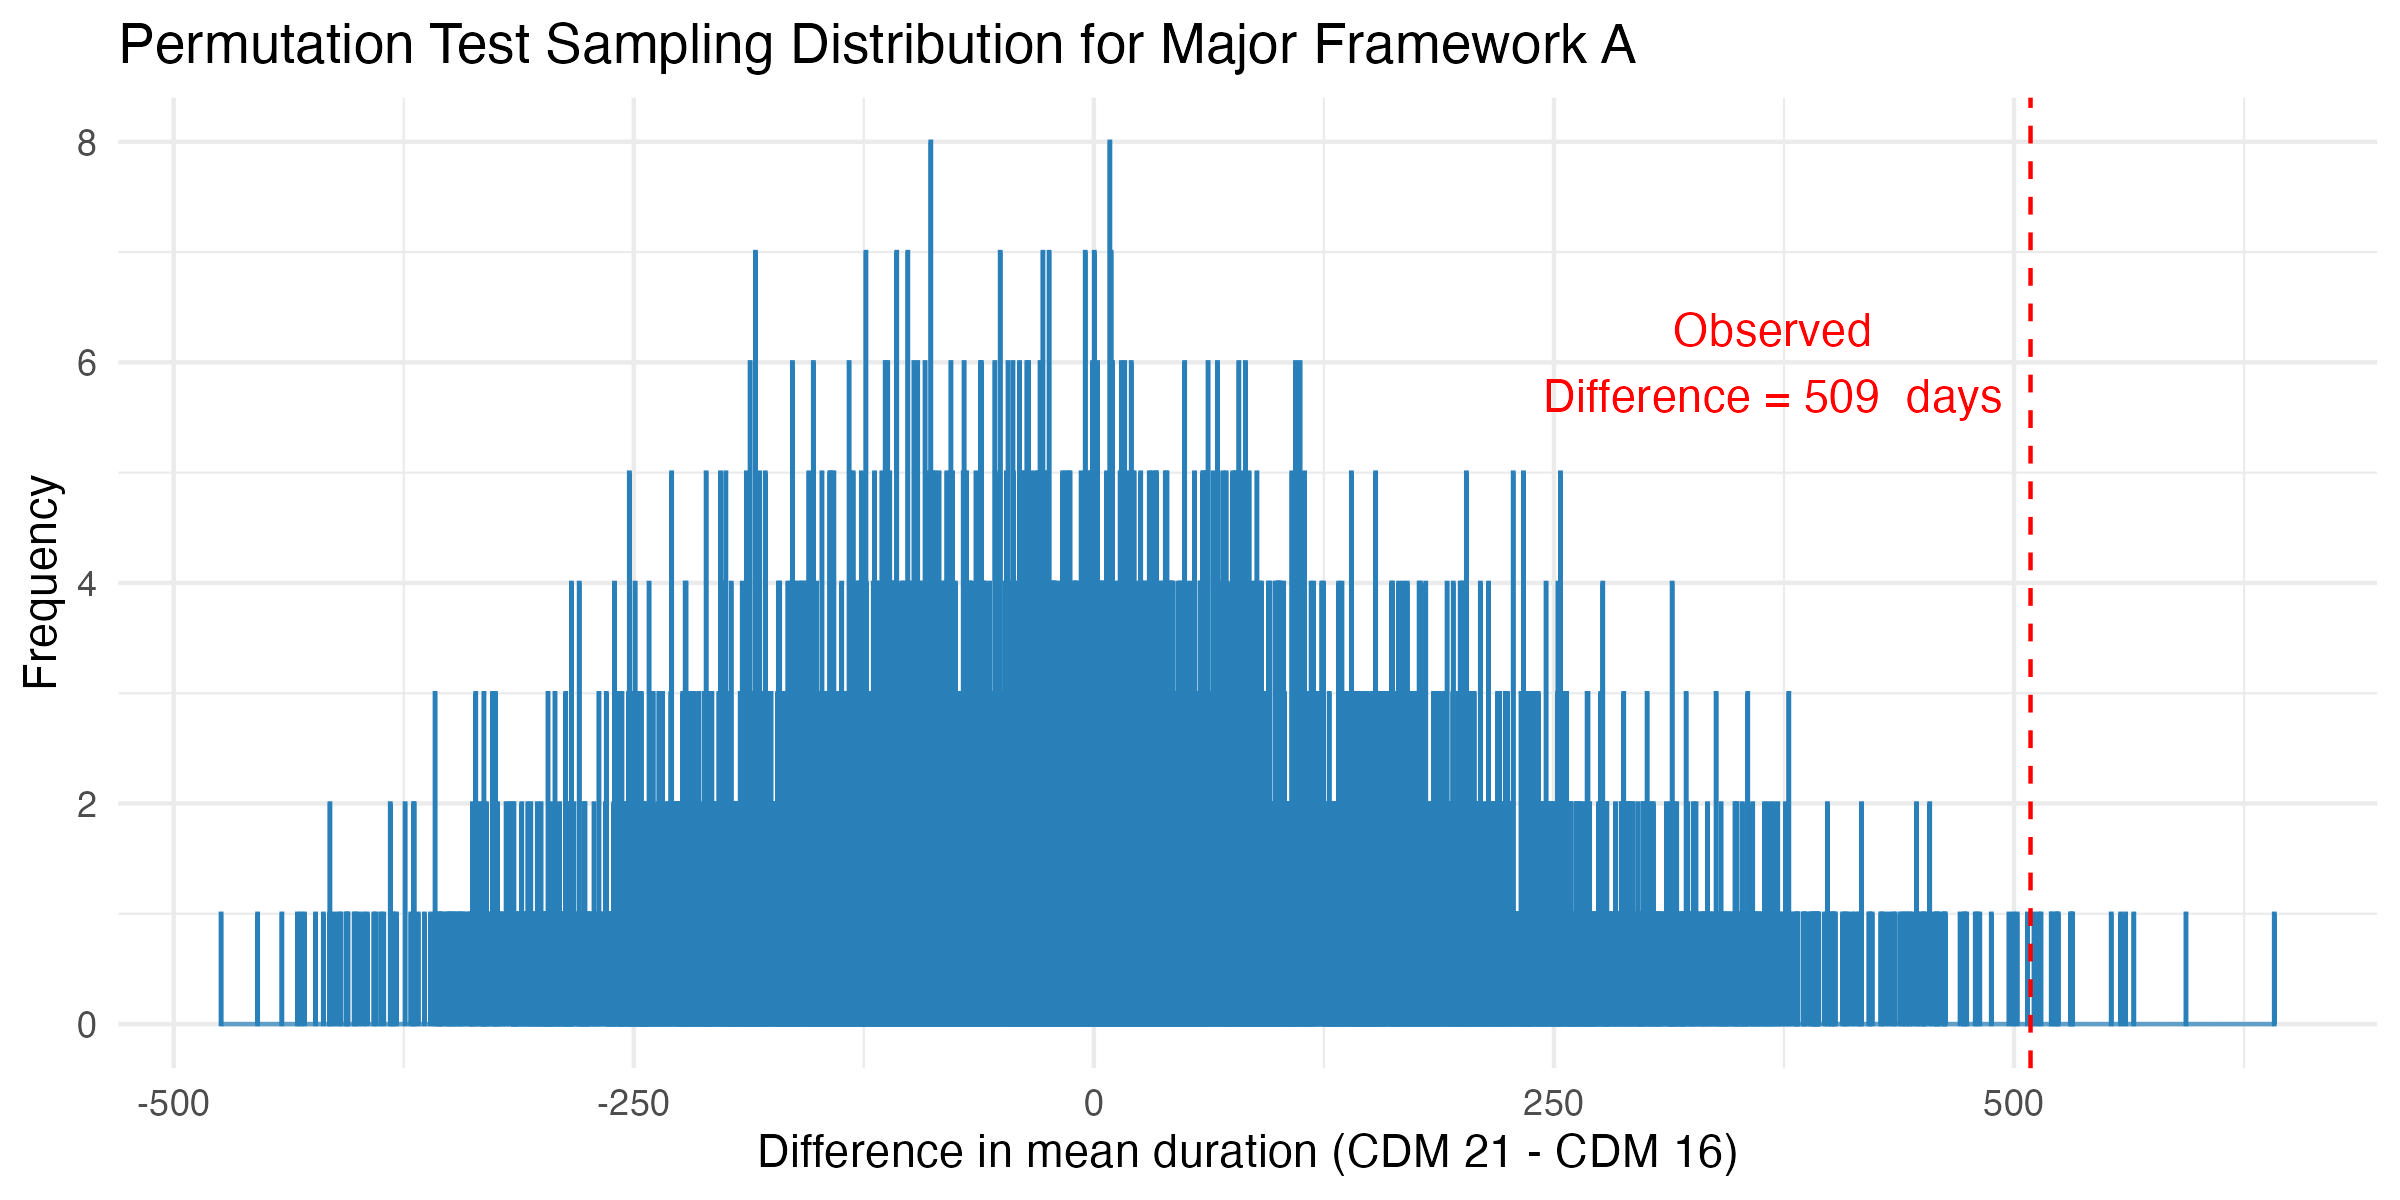 Permutation Test Sampling Distribution for Major Framework A
8
6
4
2
0
Frequency
Observed
Difference = 509  days
-500
-250
0
250
500
Difference in mean duration (CDM 21 - CDM 16)